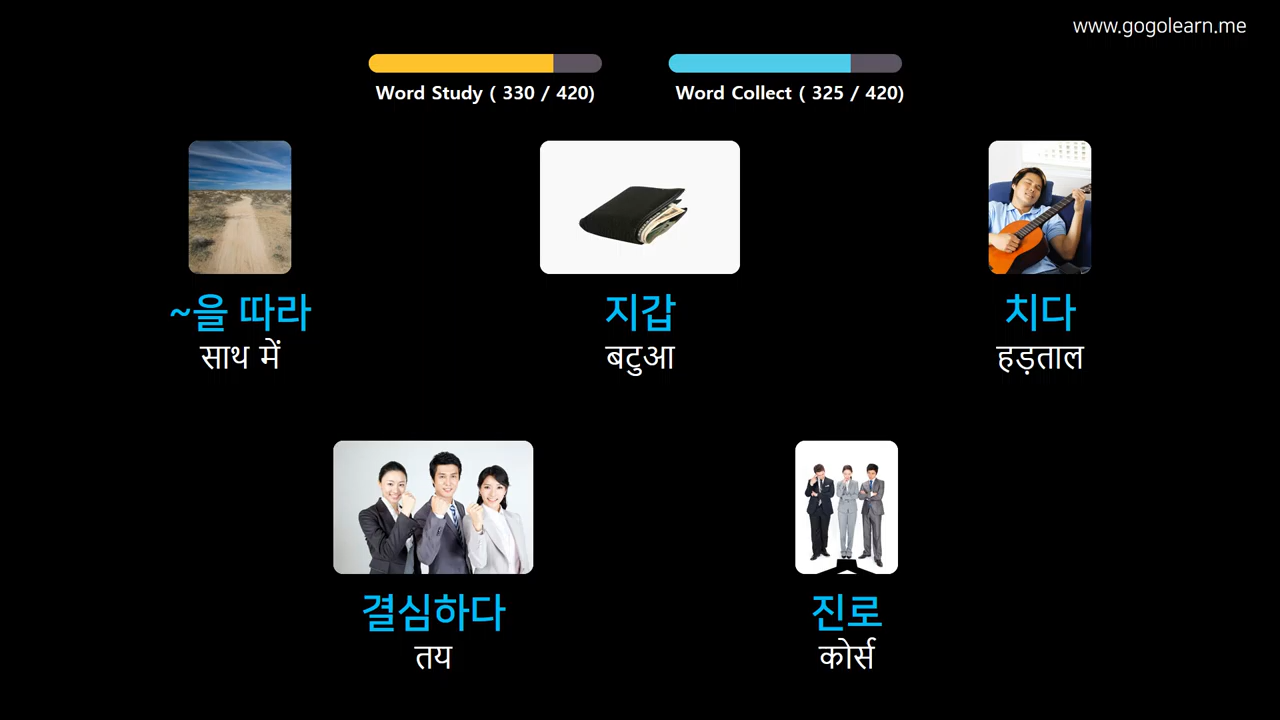 www.gogolearn.me
Word Study ( 330 / 420)
Word Collect ( 325 / 420)
~을 따라
साथ में
지갑
बटुआ
치다
हड़ताल
결심하다
तय
진로
कोर्स